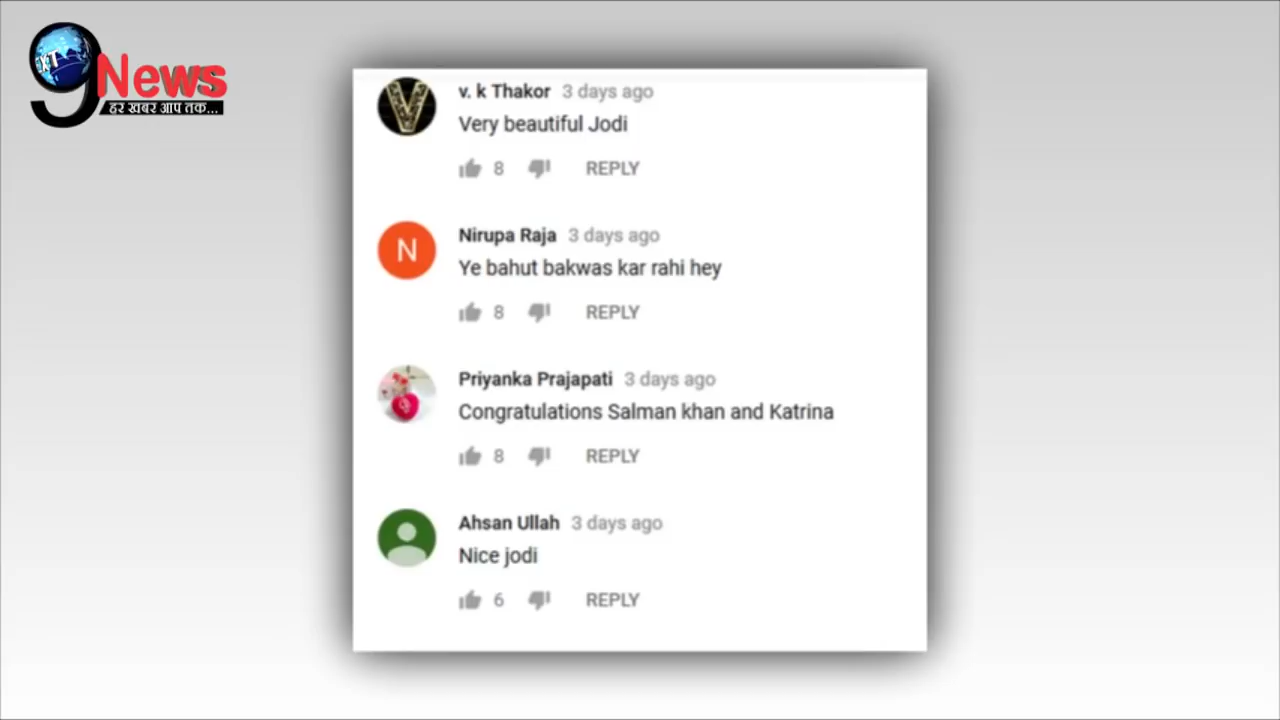 XT
9News
हर खबर आप तक...
v. k Thakor 3 days ago
Very beautiful Jodi
8 REPLY
N
Nirupa Raja 3 days ago
Ye bahut bakwas kar rahi hey
8 REPLY
Priyanka Prajapati 3 days ago
Congratulations Salman khan and Katrina
8 REPLY
Ahsan Ullah 3 days ago
Nice jodi
6 REPLY